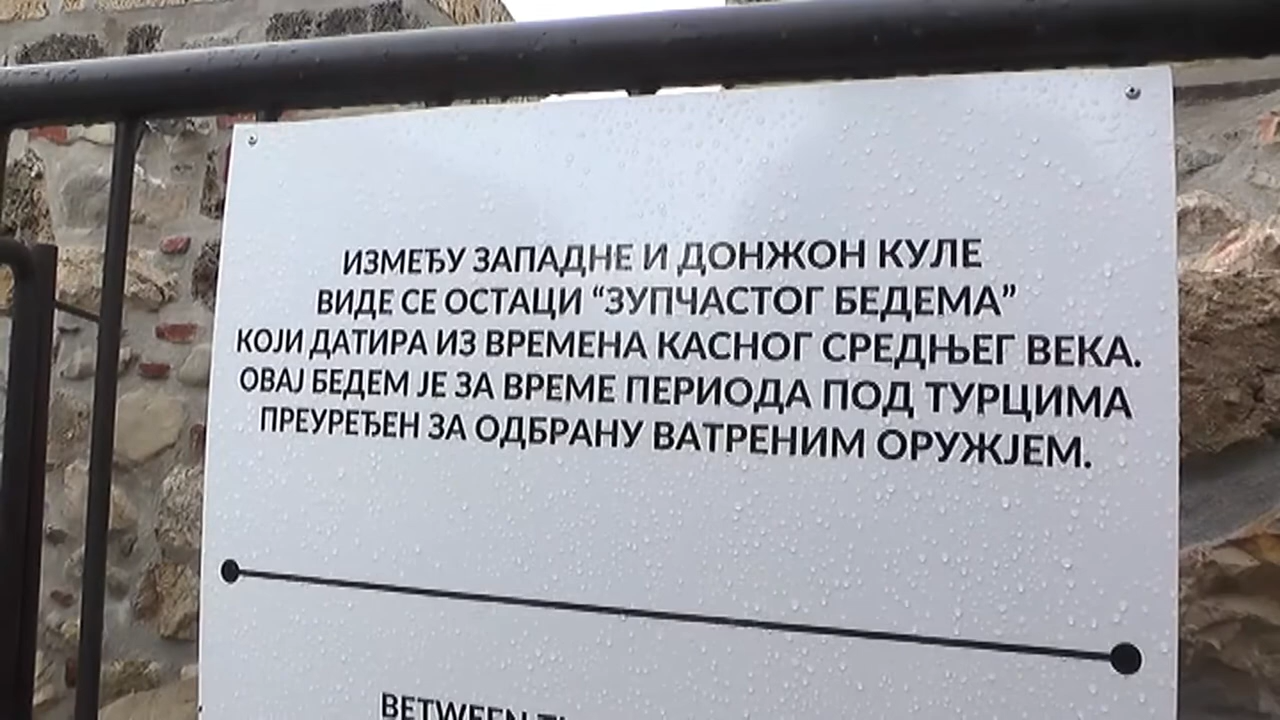 ИЗМЕЂУ ЗАПАДНЕ И ДОНЖОН КУЛЕ
ВИДЕ СЕ ОСТАЦИ “ЗУПЧАСТОГ БЕДЕМА”
КОЈИ ДАТИРА ИЗ ВРЕМЕНА КАСНОГ СРЕДЊЕГ ВЕКА.
ОВАЈ БЕДЕМ ЈЕ ЗА ВРЕМЕ ПЕРИОДА ПОД ТУРЦИМА
ПРЕУРЕЂЕН ЗА ОДБРАНУ ВАТРЕНИМ ОРУЖЈЕМ.
BETWEEN